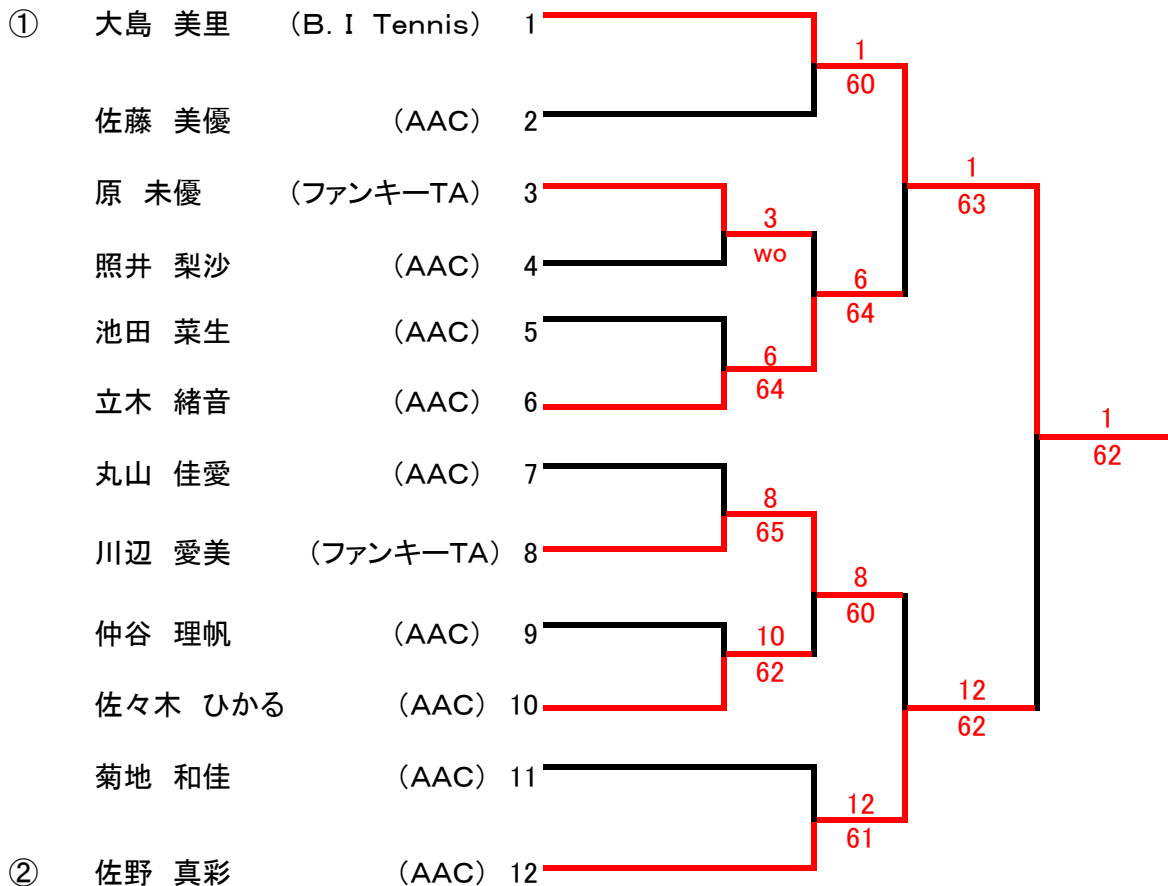 ① 大島 美里 (B.I Tennis) 1
1
60
佐藤 美優 (AAC) 2
1
63
原 未優 (ファンキーTA) 3
3
wo
照井 梨沙 (AAC) 4
6
64
池田 菜生 (AAC) 5
6
64
立木 緒音 (AAC) 6
1
62
丸山 佳愛 (AAC) 7
8
65
川辺 愛美 (ファンキーTA) 8
8
60
仲谷 理帆 (AAC) 9
10
62
佐々木 ひかる (AAC) 10
12
62
菊地 和佳 (AAC) 11
12
61
② 佐野 真彩 (AAC) 12